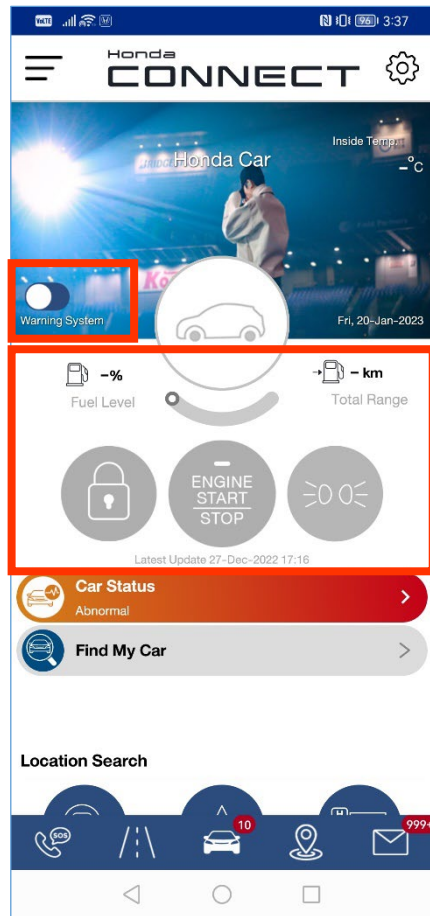 VoLTE
96
3:37
Honda
CONNECT
Inside Temp.
Honda Car
–°C
Warning System
Fri, 20-Jan-2023
–%
– km
Fuel Level
Total Range
ENGINE
START
STOP
Latest Update 27-Dec-2022 17:16
Car Status
Abnormal
Find My Car
Location Search
H
SOS
10
999+